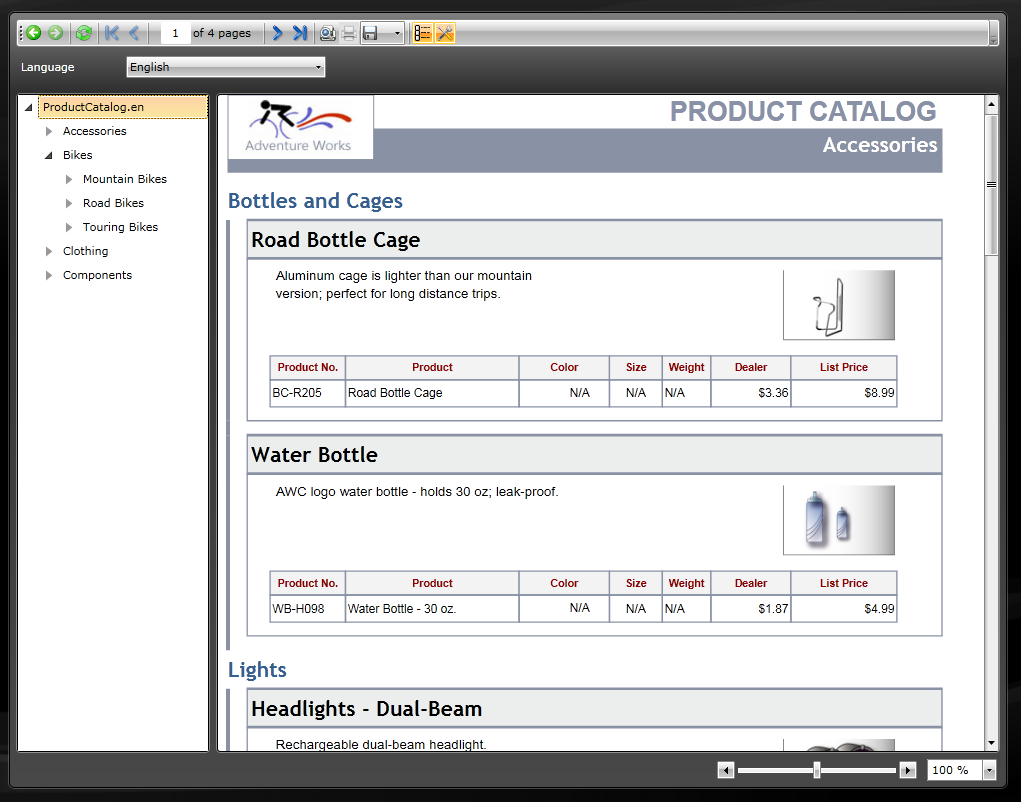 1 of 4 pages
Language English
ProductCatalog.en
Accessories
Bikes
Mountain Bikes
Road Bikes
Touring Bikes
Clothing
Components
Adventure Works
PRODUCT CATALOG
Accessories
Bottles and Cages
Road Bottle Cage
Aluminum cage is lighter than our mountain
version; perfect for long distance trips.
Product No. Product Color Size Weight Dealer List Price
BC-R205 Road Bottle Cage N/A N/A N/A $3.36 $8.99
Water Bottle
AWC logo water bottle - holds 30 oz; leak-proof.
Product No. Product Color Size Weight Dealer List Price
WB-H098 Water Bottle - 30 oz. N/A N/A N/A $1.87 $4.99
Lights
Headlights - Dual-Beam
Rechargeable dual-beam headlight.
100 %